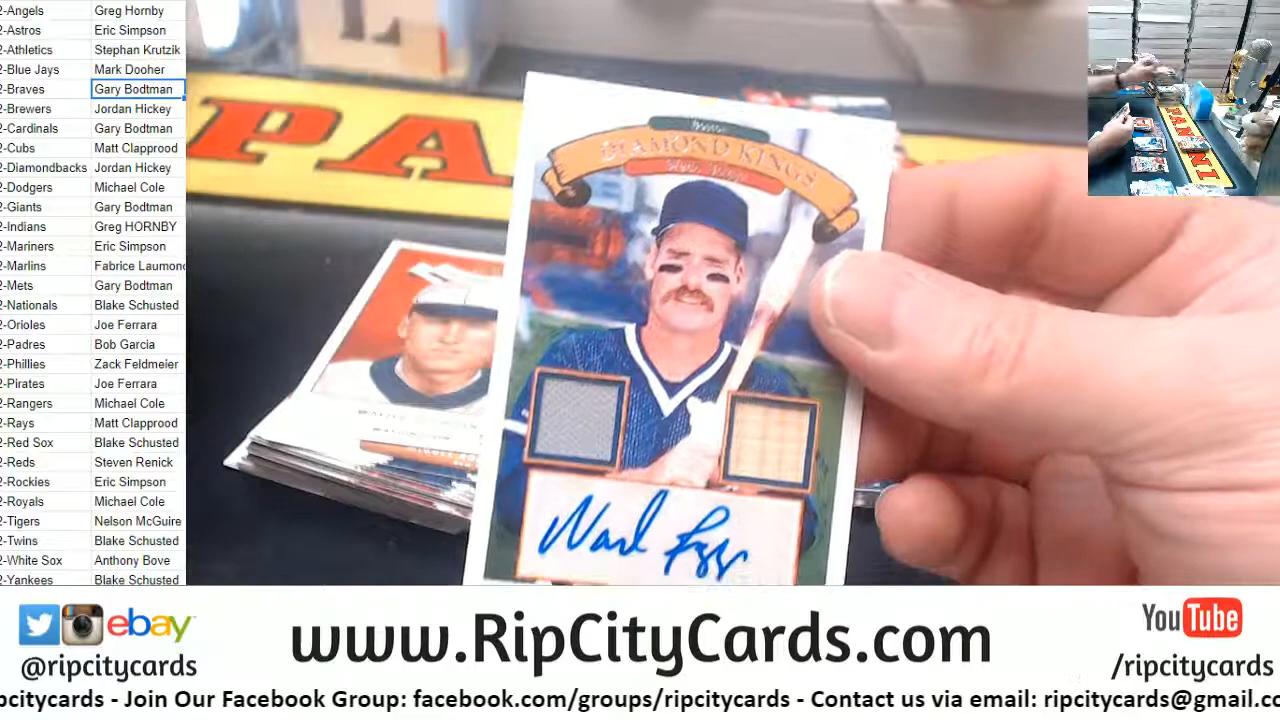 2-Angels Greg Hornby
2-Astros Eric Simpson
2-Athletics Stephan Krutzik
2-Blue Jays Mark Dooher
2-Braves Gary Bodtman
2-Brewers Jordan Hickey
2-Cardinals Gary Bodtman
2-Cubs Matt Clapprood
2-Diamondbacks Jordan Hickey
2-Dodgers Michael Cole
2-Giants Gary Bodtman
2-Indians Greg HORNBY
2-Mariners Eric Simpson
2-Marlins Fabrice Laumond
2-Mets Gary Bodtman
2-Nationals Blake Schusted
2-Orioles Joe Ferrara
2-Padres Bob Garcia
2-Phillies Zack Feldmeier
2-Pirates Joe Ferrara
2-Rangers Michael Cole
2-Rays Matt Clapprood
2-Red Sox Blake Schusted
2-Reds Steven Renick
2-Rockies Eric Simpson
2-Royals Michael Cole
2-Tigers Nelson McGuire
2-Twins Blake Schusted
2-White Sox Anthony Bove
2-Yankees Blake Schusted
PANI
DIAMOND KINGS
PANINI
ebay
@ripcitycards
www.RipCityCards.com
YouTube
/ripcitycards
pcitycards - Join Our Facebook Group: facebook.com/groups/ripcitycards - Contact us via email: ripcitycards@gmail.co